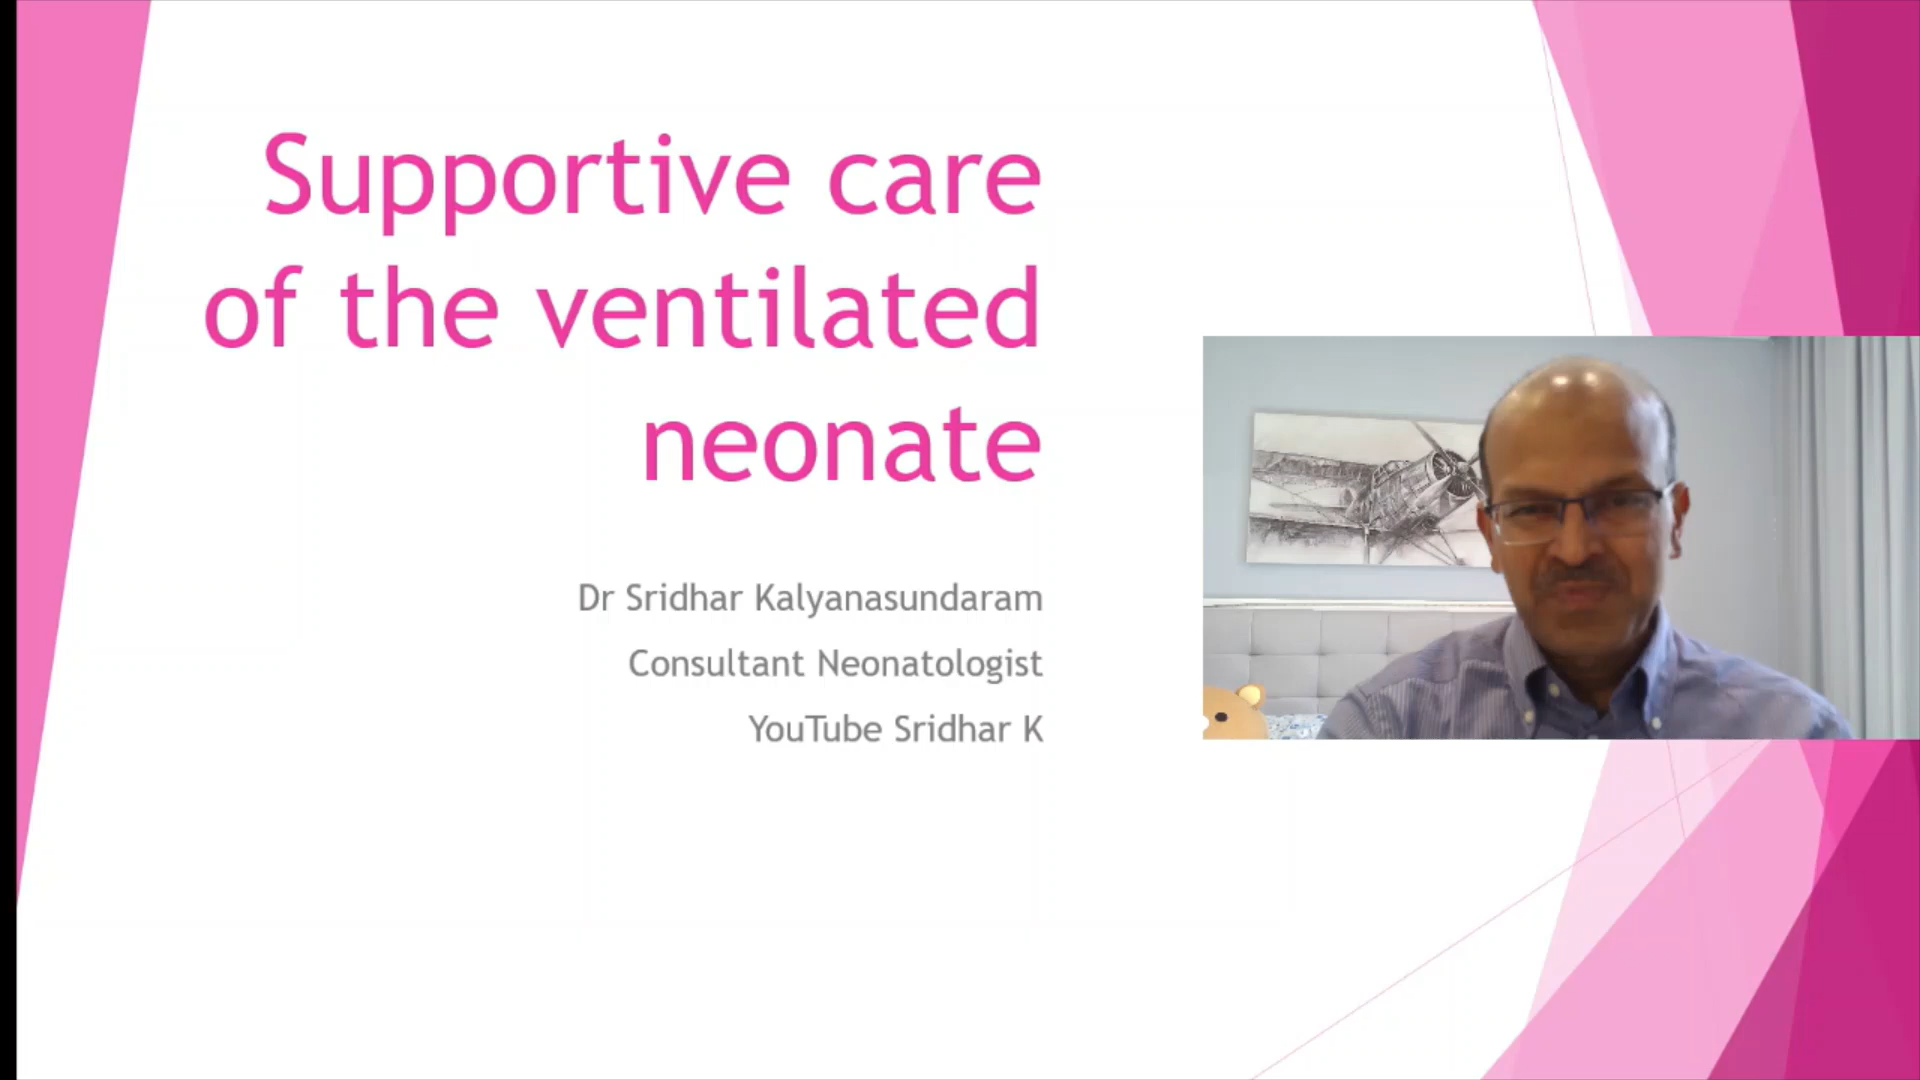 Supportive care
of the ventilated
neonate
Dr Sridhar Kalyanasundaram
Consultant Neonatologist
YouTube Sridhar K